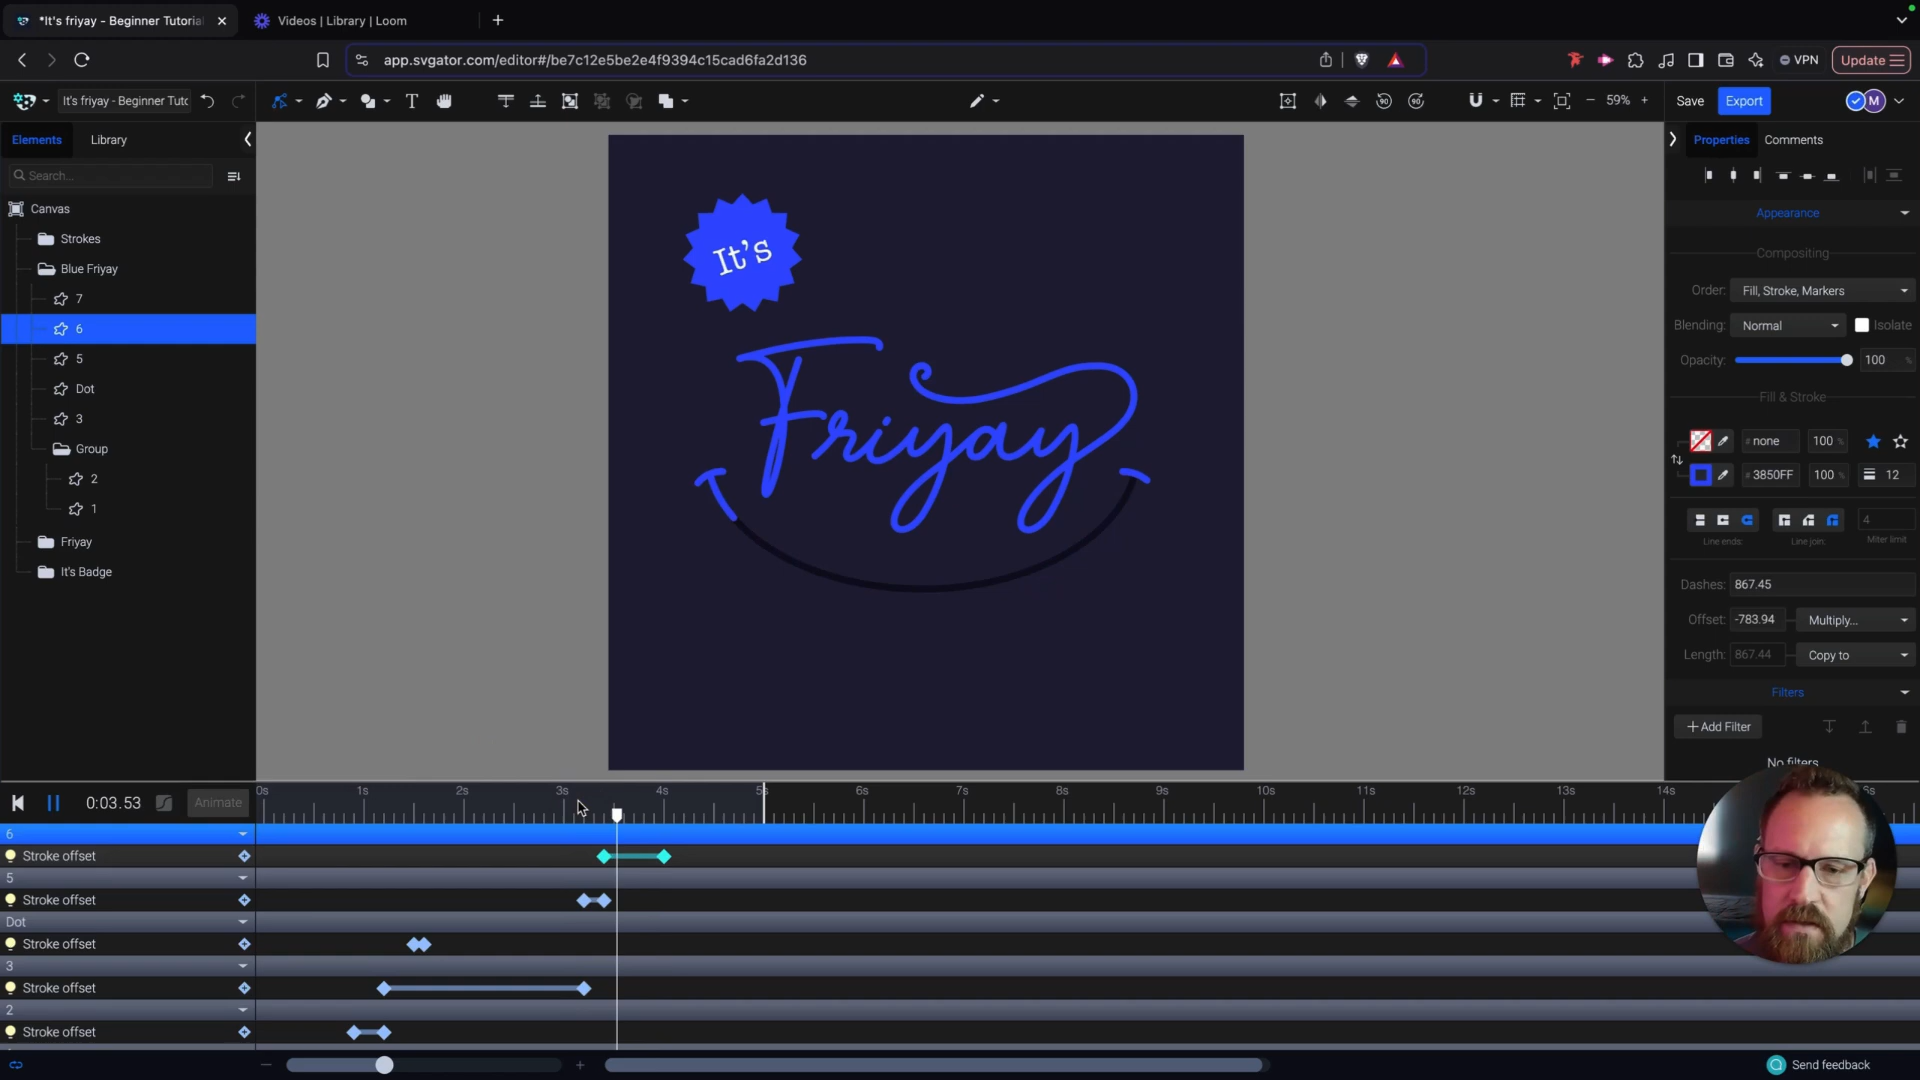 *It's friyay - Beginner Tutoria
Videos | Library | Loom
app.svgator.com/editor#/be7c12e5be2e4f9394c15cad6fa2d136
VPN
Update
It's friyay - Beginner Tutc
59%
Save
Export
M
Elements
Library
Properties
Comments
Search...
Canvas
Strokes
Blue Friyay
7
6
5
Dot
3
Group
2
1
Friyay
It's Badge
It's
Friyay
Appearance
Compositing
Order:
Fill, Stroke, Markers
Blending:
Normal
Isolate
Opacity:
100 %
Fill & Stroke
# none
100 %
# 3850FF
100 %
12
4
Line ends:
Line join:
Miter limit
Dashes:
867.45
Offset:
-783.94
Multiply...
Length:
867.44
Copy to
Filters
Add Filter
No filters
0:03.53
Animate
0s
1s
2s
3s
4s
5s
6s
7s
8s
9s
10s
11s
12s
13s
14s
6
Stroke offset
5
Stroke offset
Dot
Stroke offset
3
Stroke offset
2
Stroke offset
Send feedback